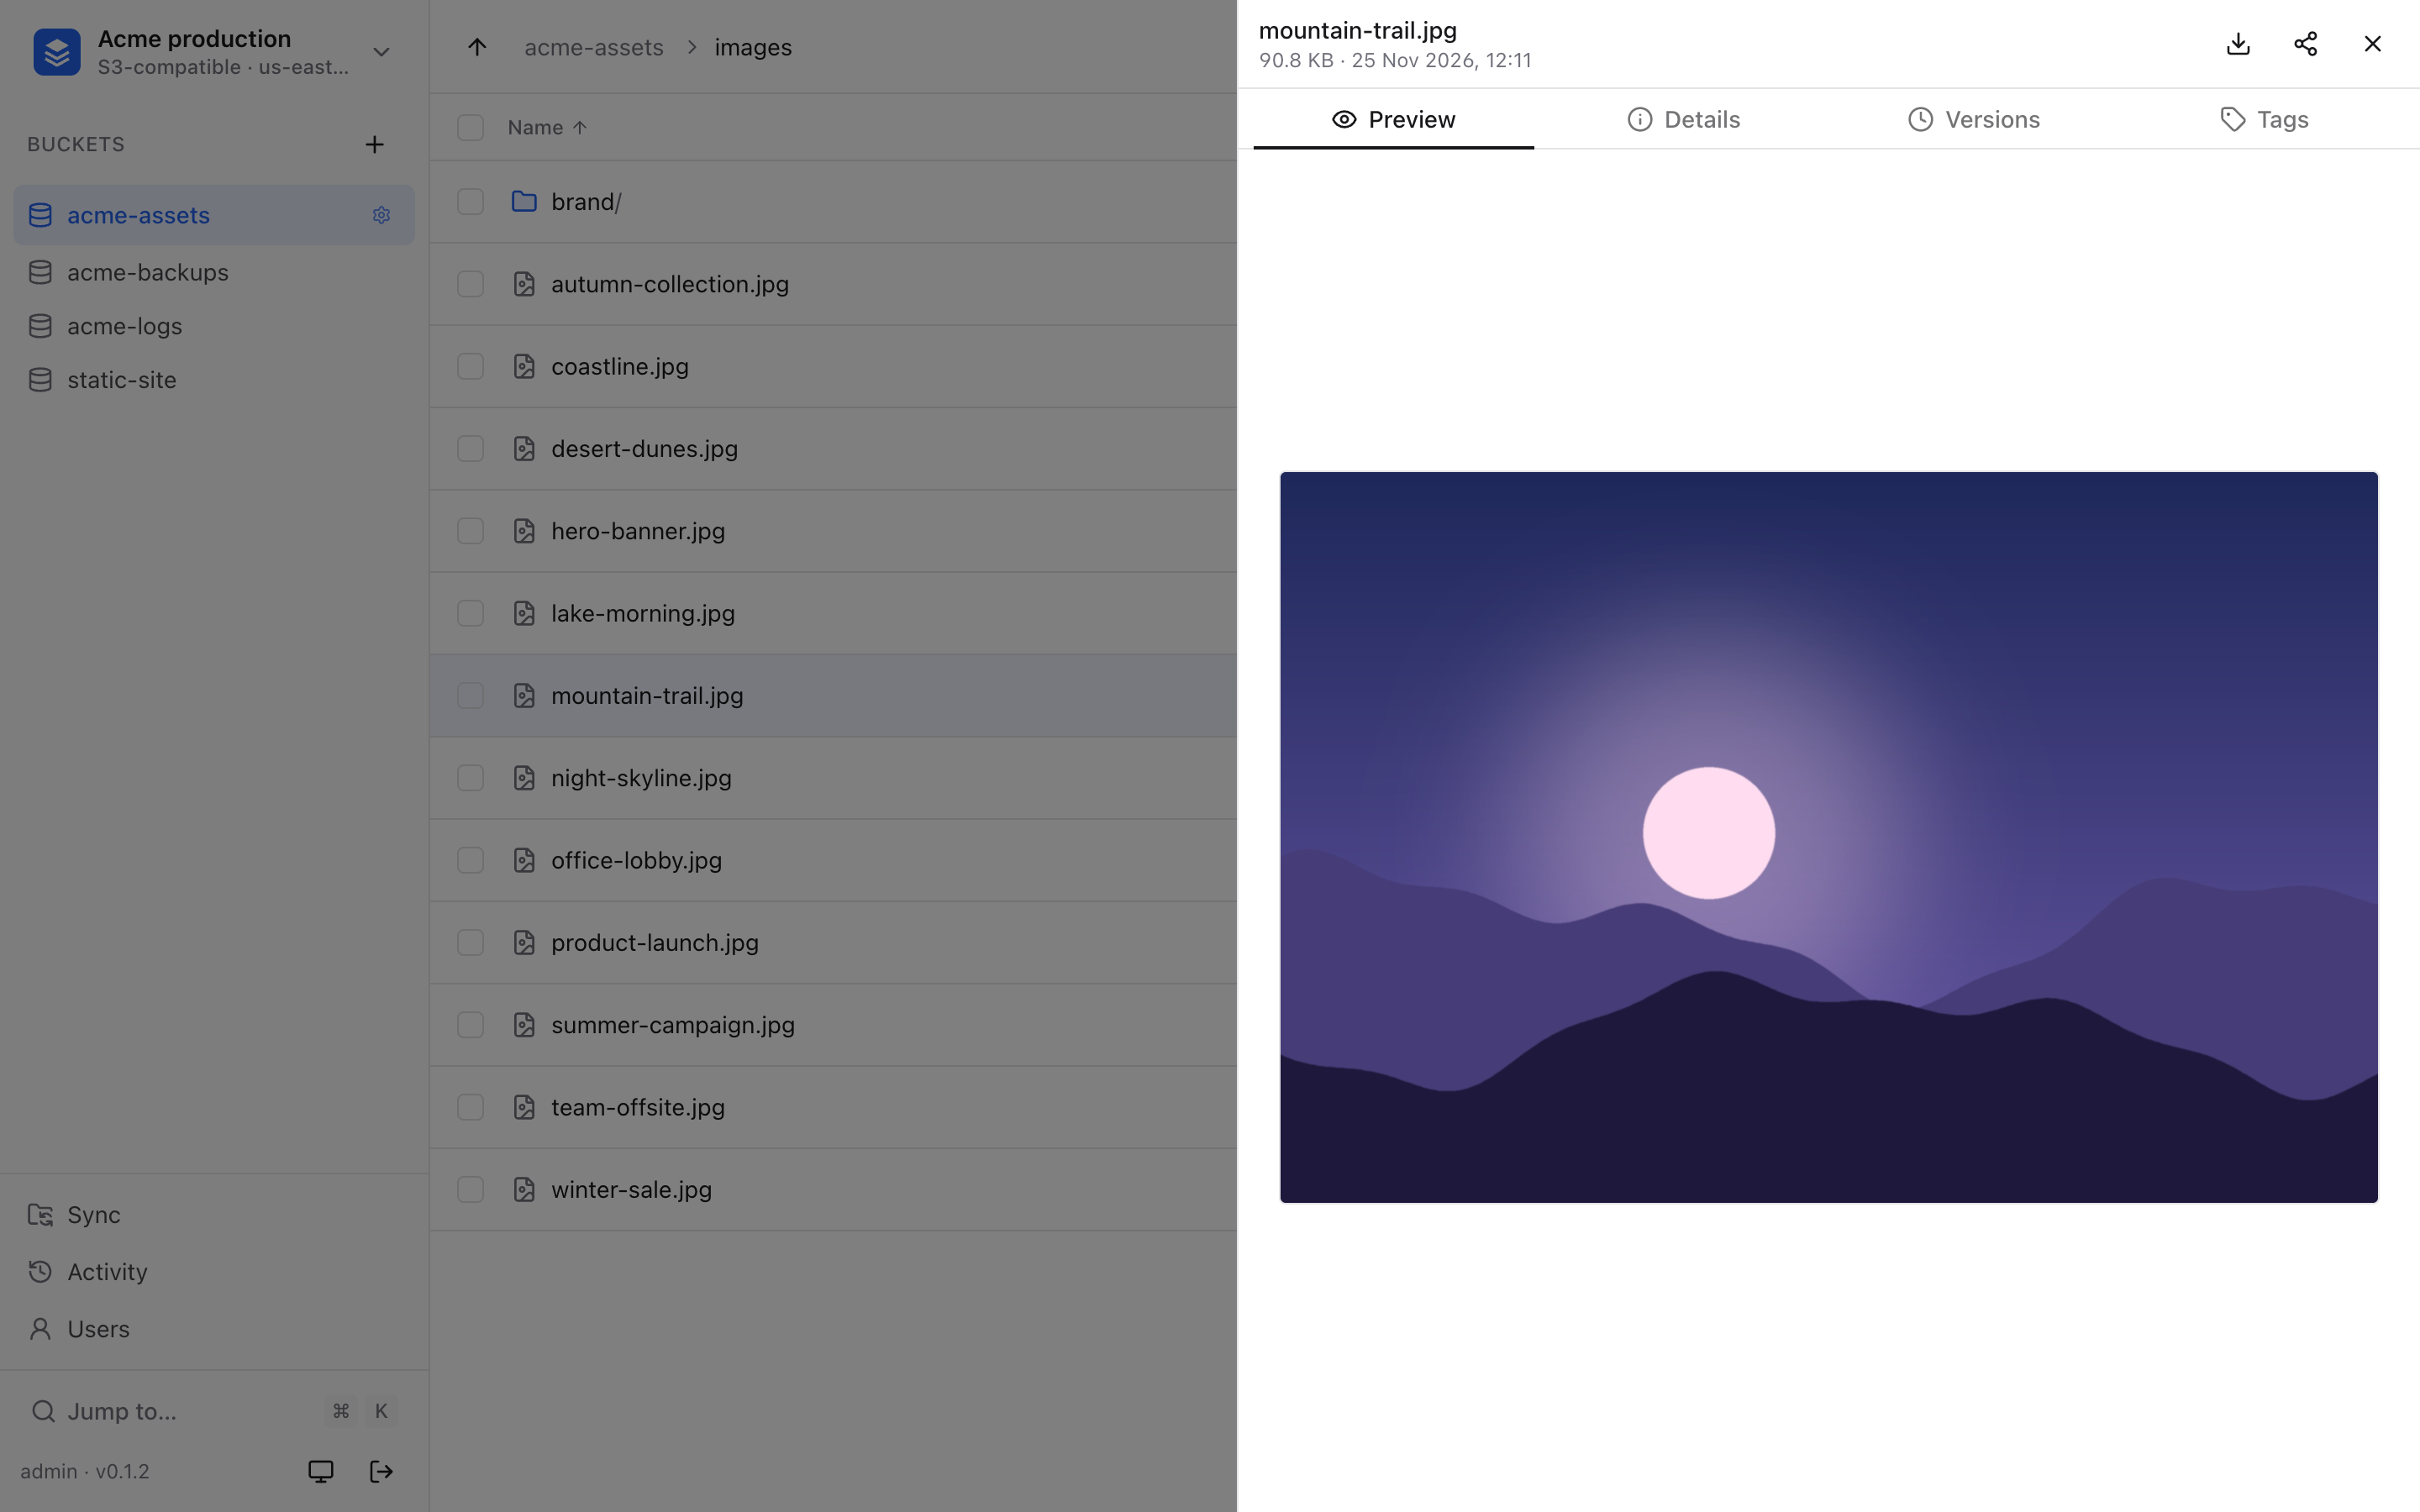 Acme production
S3-compatible · us-east...
BUCKETS
acme-assets
acme-backups
acme-logs
static-site
Sync
Activity
Users
Jump to...
⌘ K
admin · v0.1.2
acme-assets > images
Name ↑
brand/
autumn-collection.jpg
coastline.jpg
desert-dunes.jpg
hero-banner.jpg
lake-morning.jpg
mountain-trail.jpg
night-skyline.jpg
office-lobby.jpg
product-launch.jpg
summer-campaign.jpg
team-offsite.jpg
winter-sale.jpg
mountain-trail.jpg
90.8 KB · 25 Nov 2026, 12:11
Preview Details Versions Tags